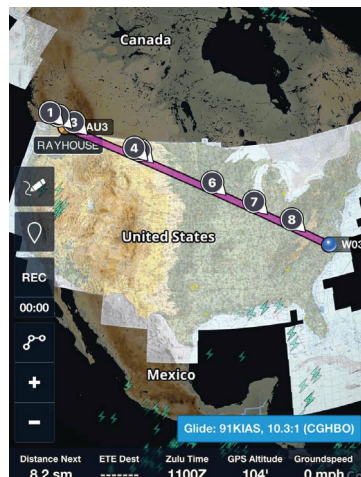 Canada
1
3
AU3
RAYHOUSE
4
6
7
8
W03
United States
REC
00:00
Mexico
Glide: 91KIAS, 10.3:1 (CGHBO)
Distance Next ETE Dest Zulu Time GPS Altitude Groundspeed
8.2 sm ------- 1100Z 104' 0 mph